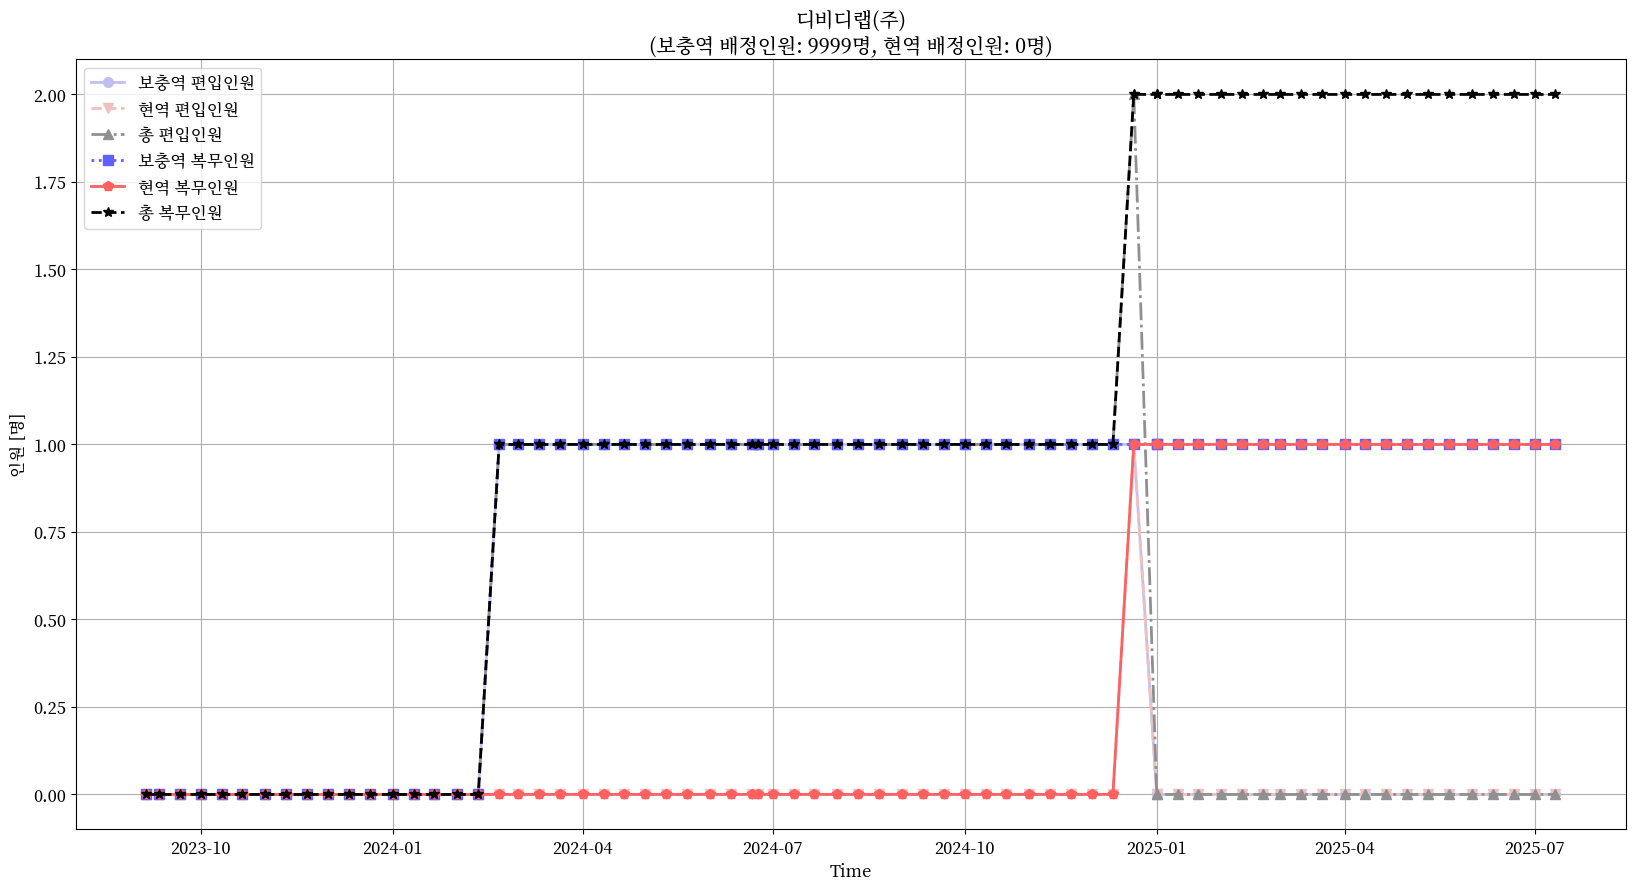 디비디랩(주)
(보충역 배정인원: 9999명, 현역 배정인원: 0명)
보충역 편입인원
현역 편입인원
총 편입인원
보충역 복무인원
현역 복무인원
총 복무인원
2.00
1.75
1.50
1.25
1.00
0.75
0.50
0.25
0.00
인원 [명]
2023-10
2024-01
2024-04
2024-07
2024-10
2025-01
2025-04
2025-07
Time